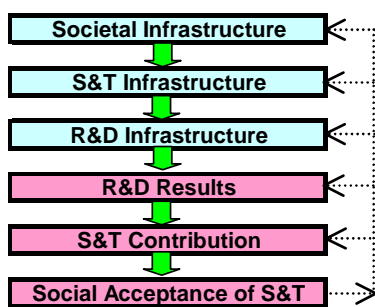 Societal Infrastructure
S&T Infrastructure
R&D Infrastructure
R&D Results
S&T Contribution
Social Acceptance of S&T